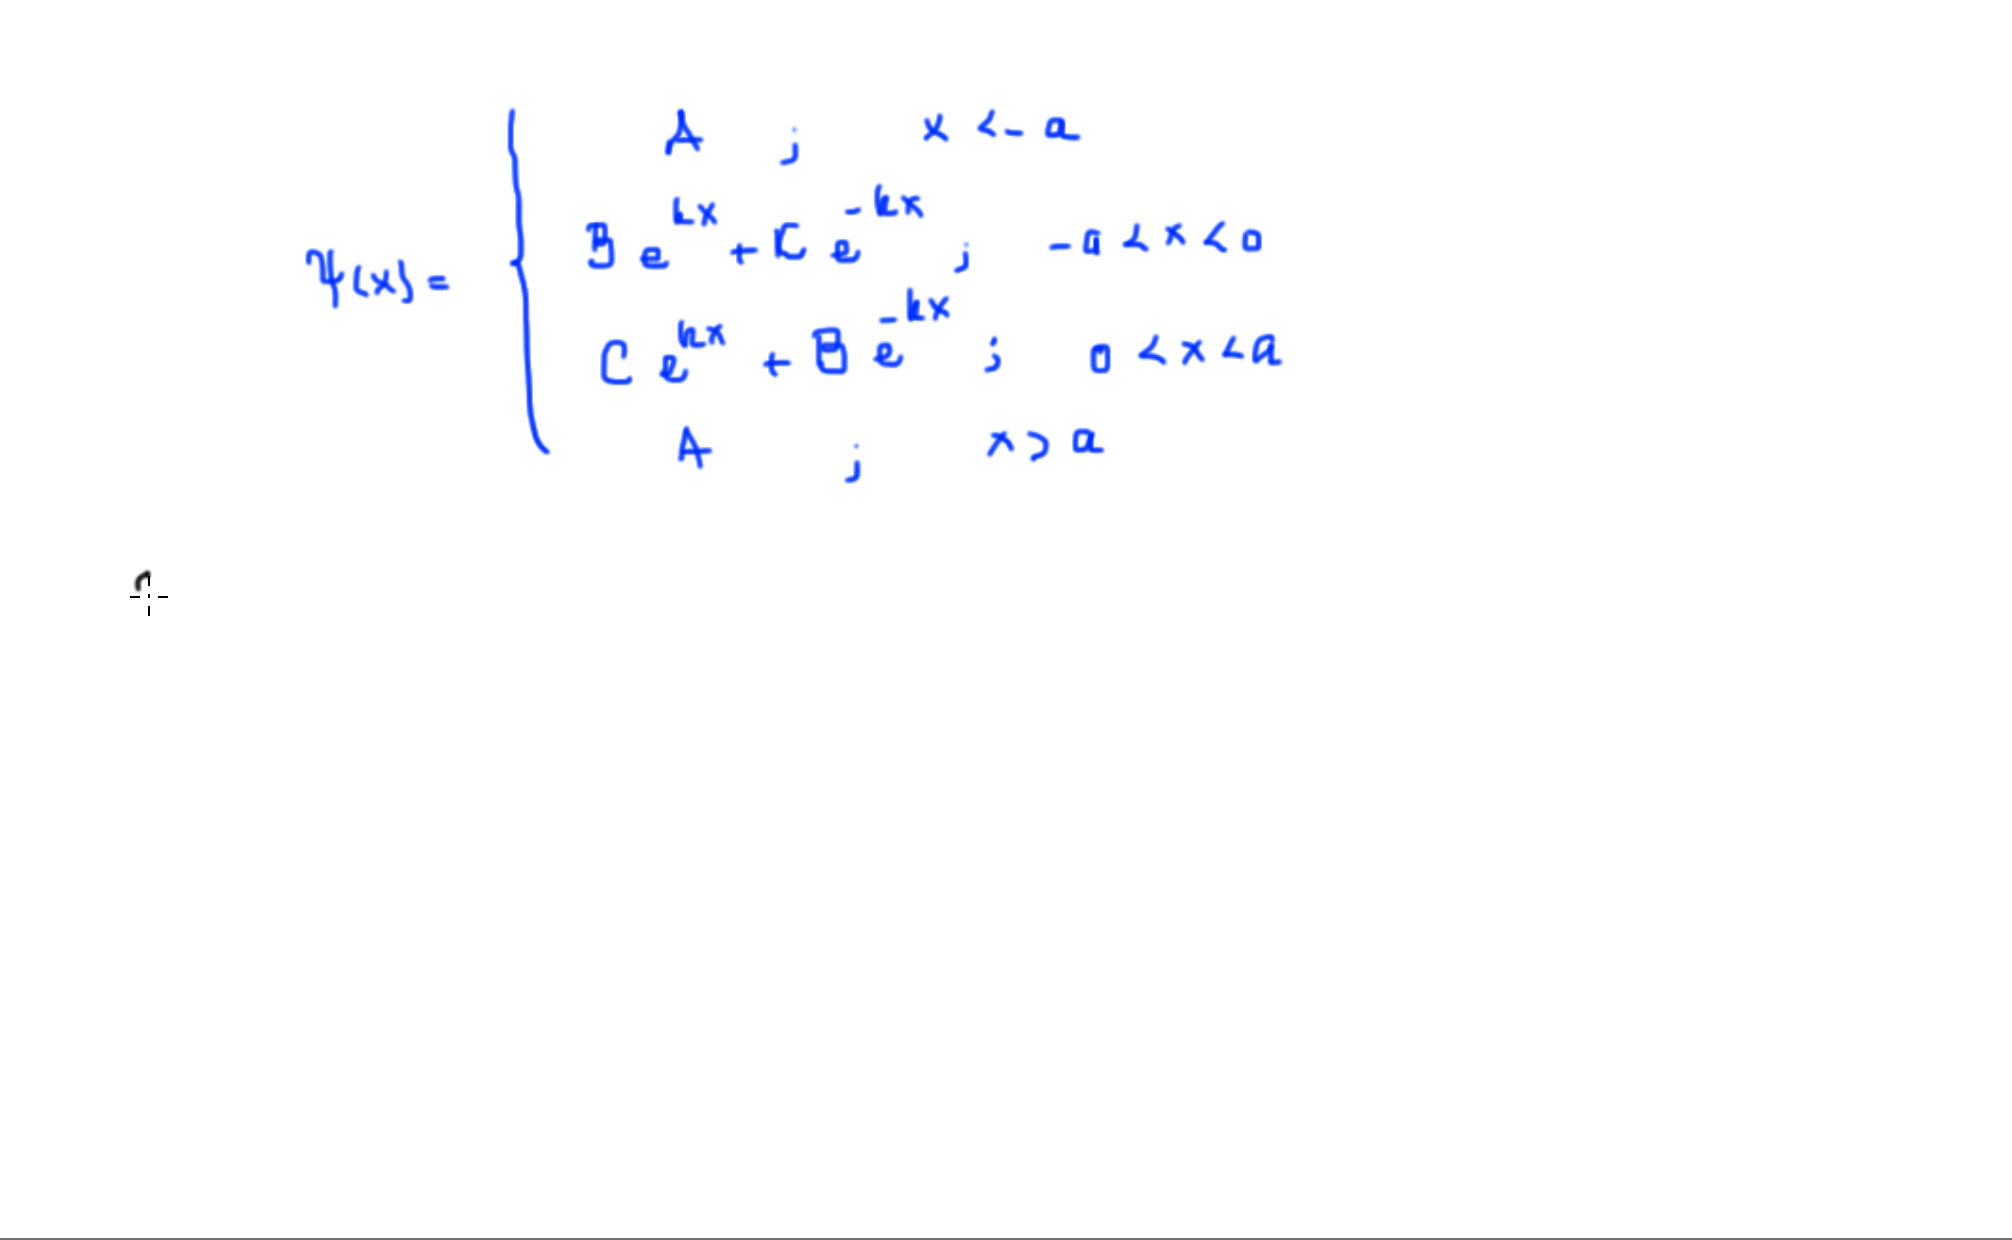 A ; x < - a
B e^{kx} + C e^{-kx} ; - a < x < 0
ψ(x) =
C e^{kx} + B e^{-kx} ; 0 < x < a
A ; x > a